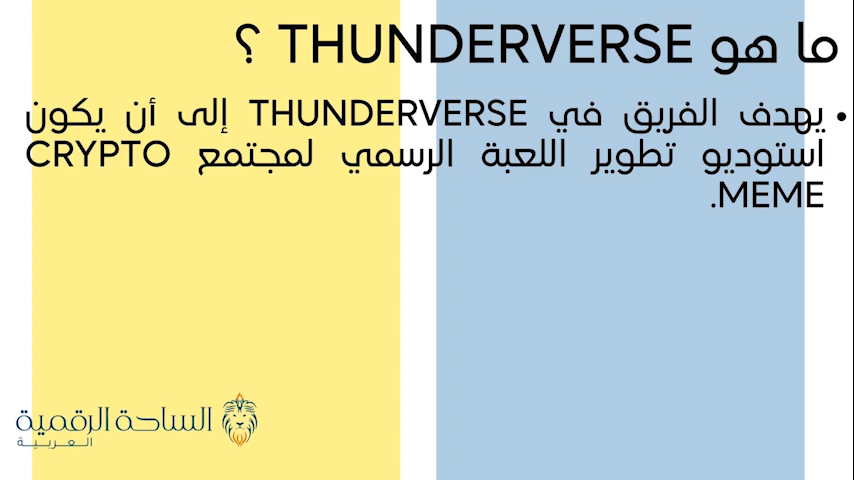 ما هو THUNDERVERSE ؟
• يهدف الفريق في THUNDERVERSE إلى أن يكون
استوديو تطوير اللعبة الرسمي لمجتمع CRYPTO
MEME.
الساحة الرقمية
العربية